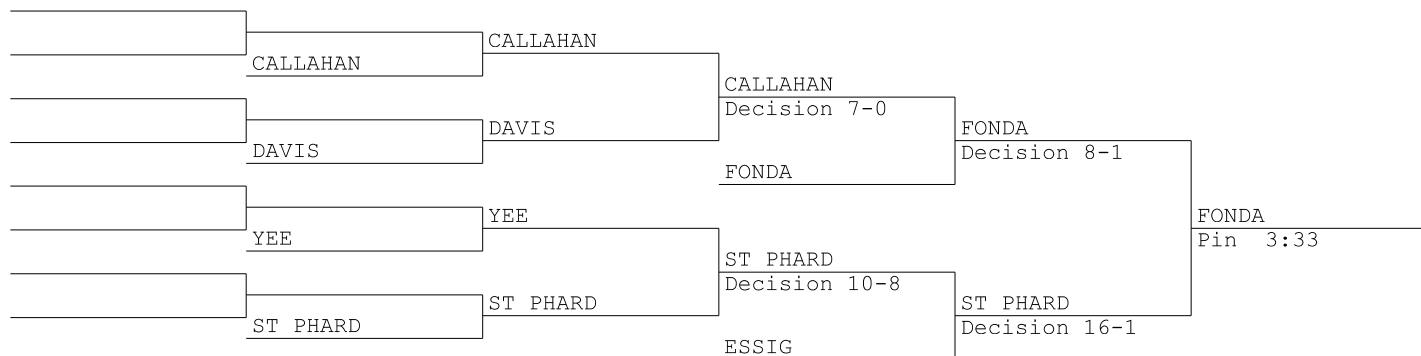 CALLAHAN
CALLAHAN
CALLAHAN
Decision 7-0
DAVIS
FONDA
Decision 8-1
DAVIS
FONDA
YEE
FONDA
YEE
Pin 3:33
ST PHARD
Decision 10-8
ST PHARD
ST PHARD
ST PHARD
Decision 16-1
ESSIG